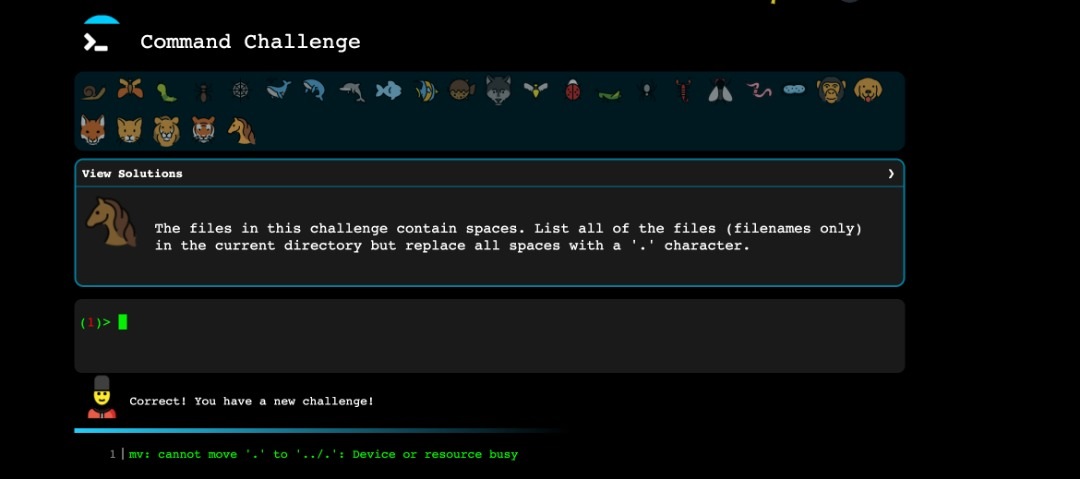 Command Challenge
View Solutions ❯
The files in this challenge contain spaces. List all of the files (filenames only)
in the current directory but replace all spaces with a '.' character.
(1)>
Correct! You have a new challenge!
1 mv: cannot move '.' to '../.': Device or resource busy